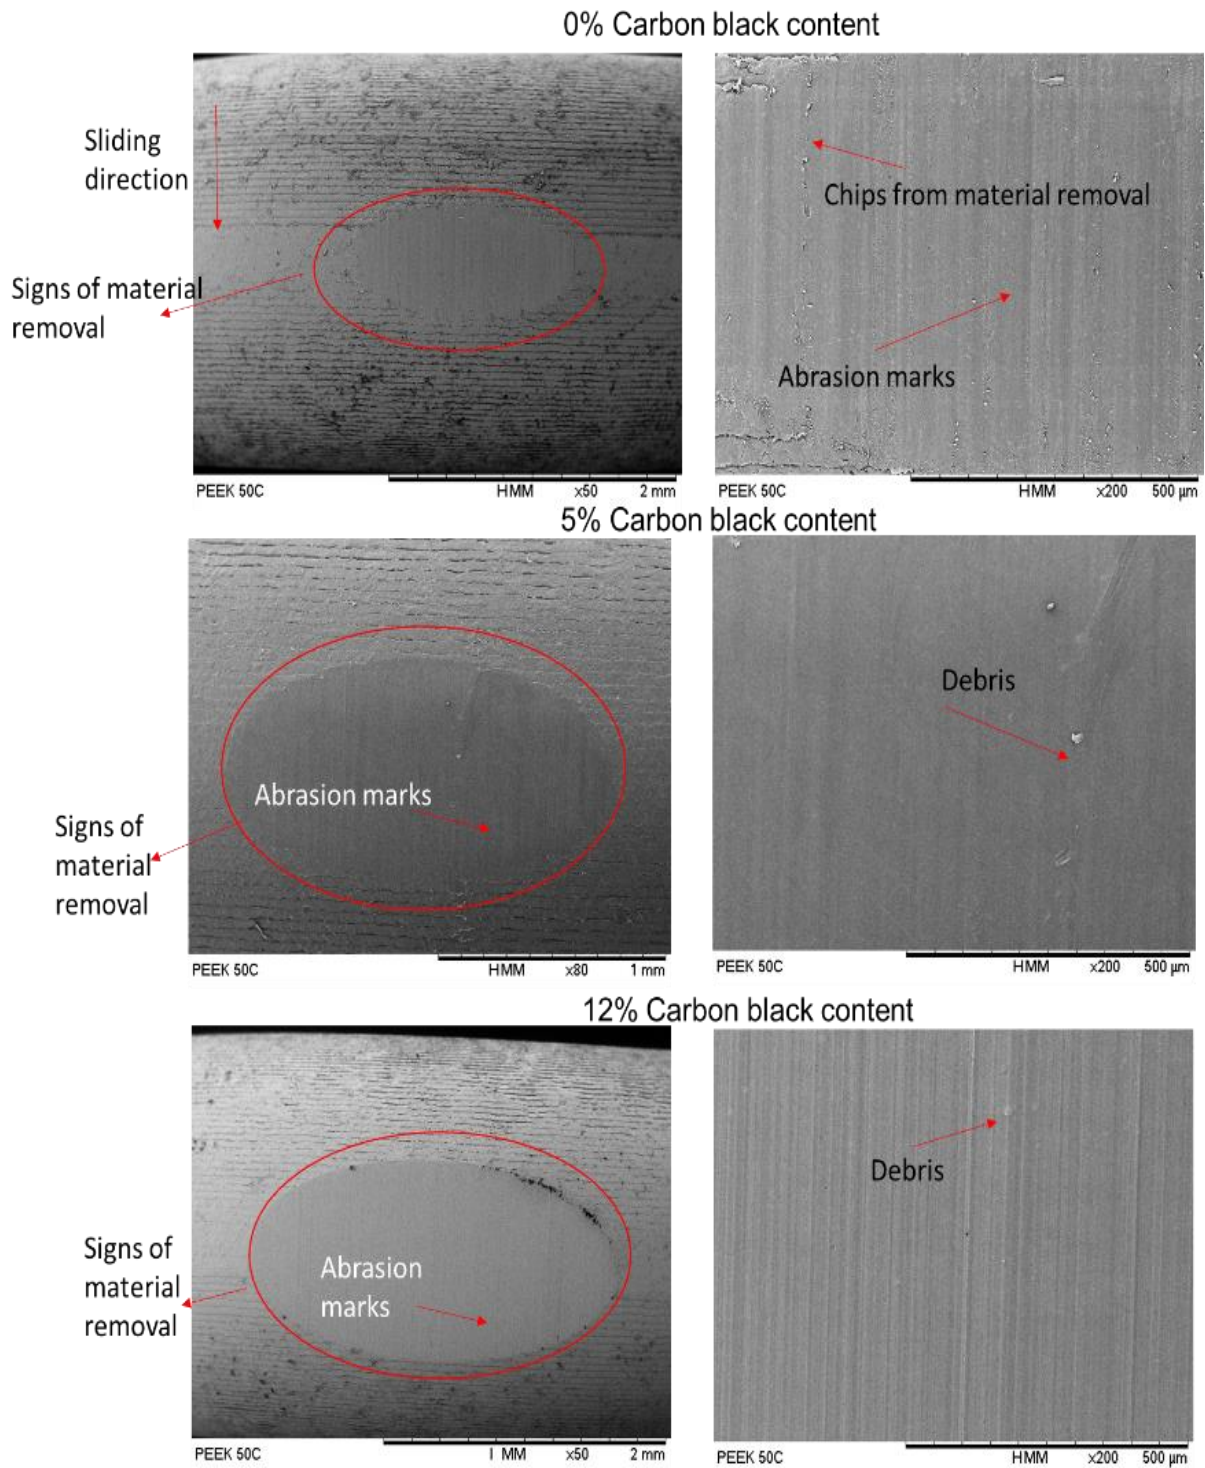 0% Carbon black content
Sliding
direction
Signs of material
removal
Chips from material removal
Abrasion marks
PEEK 50C HMM x50 2 mm
PEEK 50C HMM x200 500 µm
5% Carbon black content
Abrasion marks
Signs of
material
removal
Debris
PEEK 50C HMM x80 1 mm
PEEK 50C HMM x200 500 µm
12% Carbon black content
Signs of
material
removal
Abrasion
marks
Debris
PEEK 50C I MM x50 2 mm
PEEK 50C HMM x200 500 µm